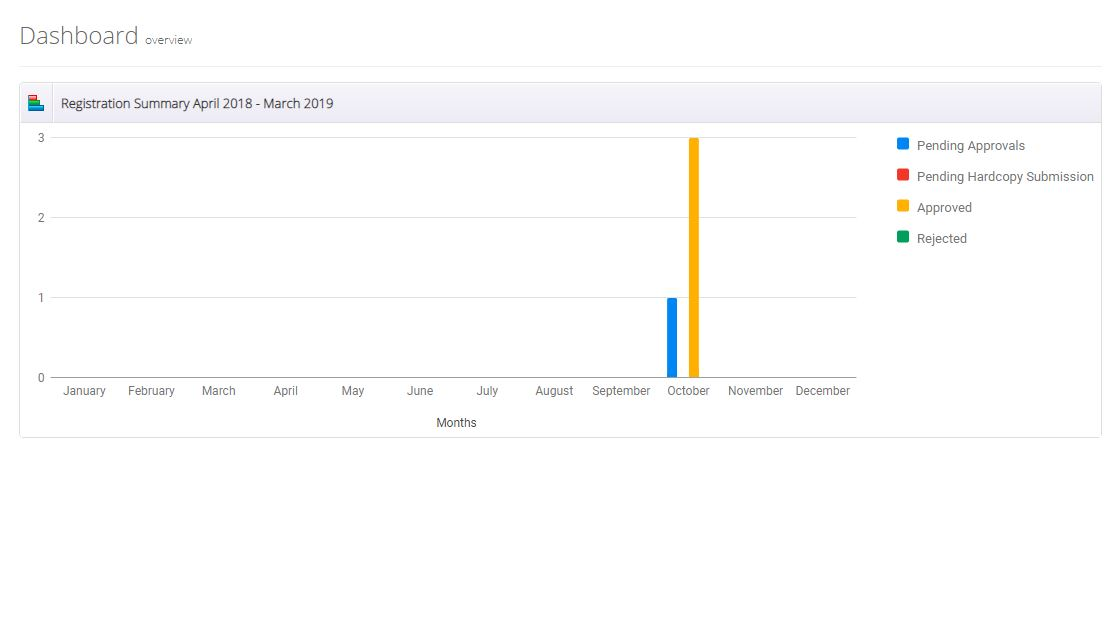 Dashboard overview
Registration Summary April 2018 - March 2019
3
2
1
0
January February March April May June July August September October November December
Months
Pending Approvals
Pending Hardcopy Submission
Approved
Rejected